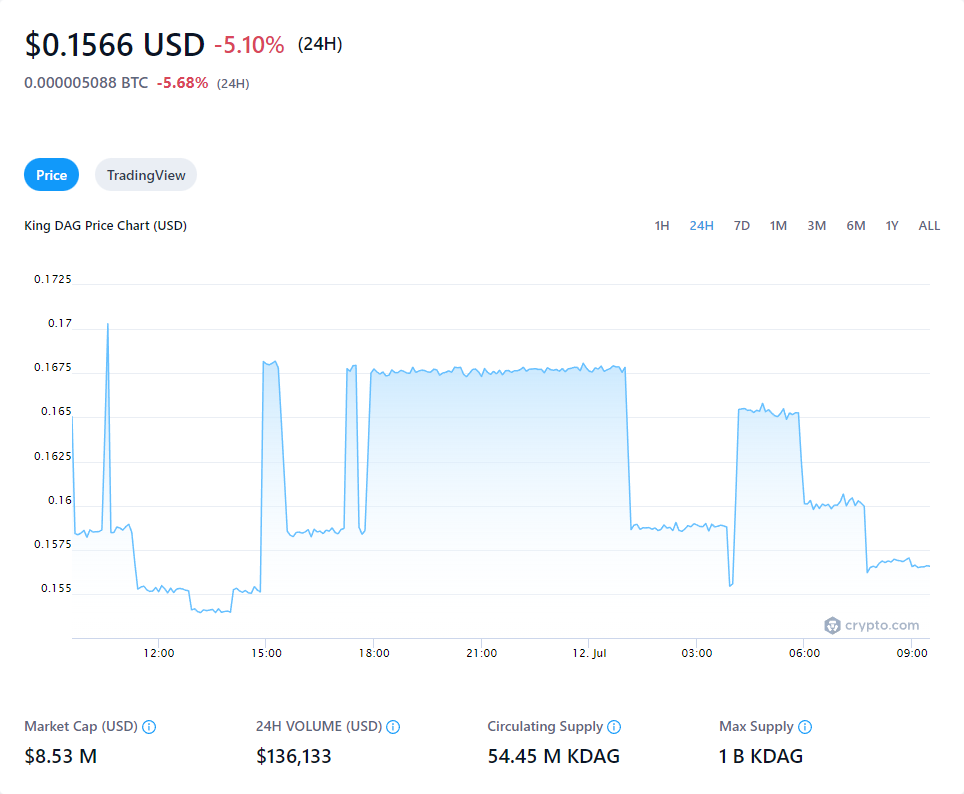 $0.1566 USD -5.10% (24H)
0.000005088 BTC -5.68% (24H)
Price TradingView
King DAG Price Chart (USD) 1H 24H 7D 1M 3M 6M 1Y ALL
0.1725
0.17
0.1675
0.165
0.1625
0.16
0.1575
0.155
crypto.com
12:00 15:00 18:00 21:00 12. Jul 03:00 06:00 09:00
Market Cap (USD) 24H VOLUME (USD) Circulating Supply Max Supply
$8.53 M $136,133 54.45 M KDAG 1 B KDAG